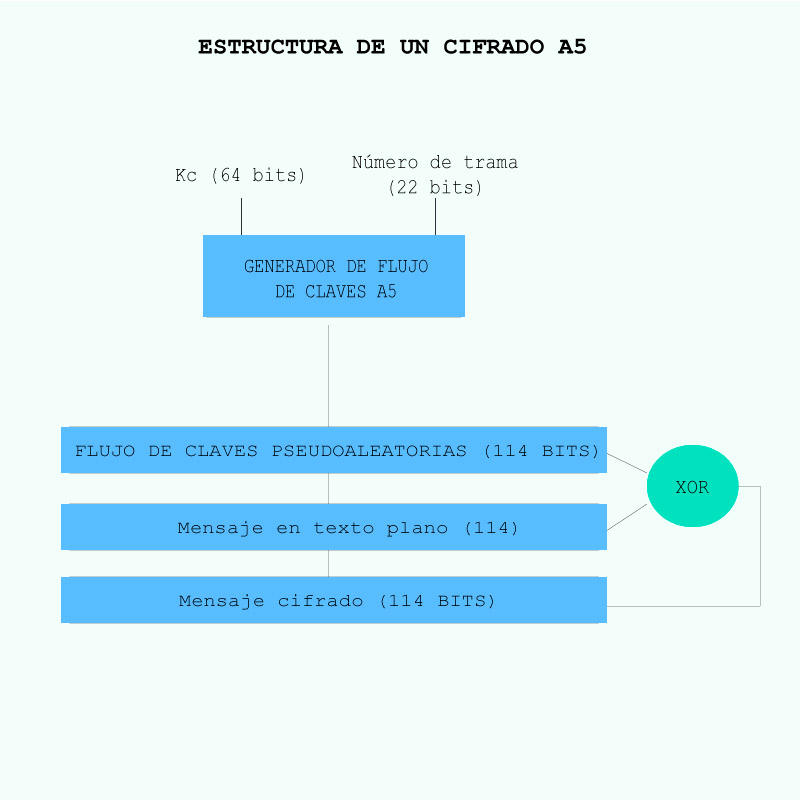 ESTRUCTURA DE UN CIFRADO A5
Kc (64 bits)
Número de trama
(22 bits)
GENERADOR DE FLUJO
DE CLAVES A5
FLUJO DE CLAVES PSEUDOALEATORIAS (114 BITS)
XOR
Mensaje en texto plano (114)
Mensaje cifrado (114 BITS)